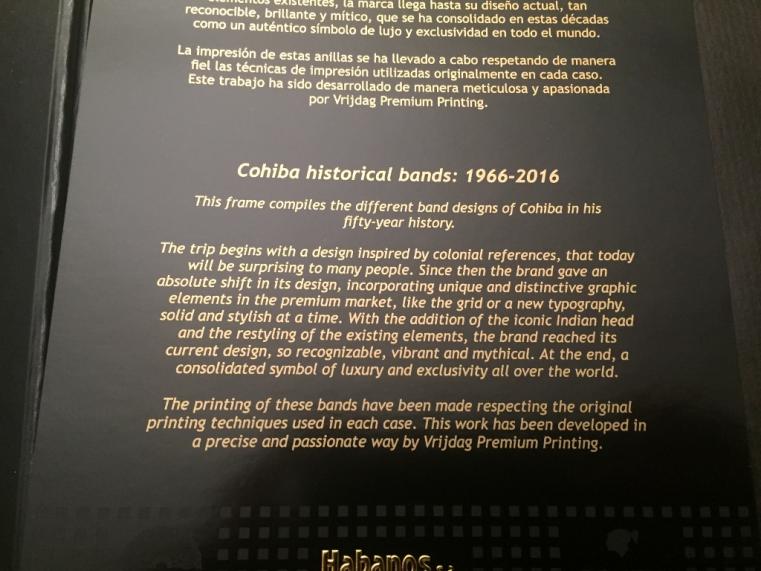 elementos existentes, la marca llega hasta su diseño actual, tan
reconocible, brillante y mítico, que se ha consolidado en estas décadas
como un auténtico símbolo de lujo y exclusividad en todo el mundo.
La impresión de estas anillas se ha llevado a cabo respetando de manera
fiel las técnicas de impresión utilizadas originalmente en cada caso.
Este trabajo ha sido desarrollado de manera meticulosa y apasionada
por Vrijdag Premium Printing.
Cohiba historical bands: 1966-2016
This frame compiles the different band designs of Cohiba in his
fifty-year history.
The trip begins with a design inspired by colonial references, that today
will be surprising to many people. Since then the brand gave an
absolute shift in its design, incorporating unique and distinctive graphic
elements in the premium market, like the grid or a new typography,
solid and stylish at a time. With the addition of the iconic Indian head
and the restyling of the existing elements, the brand reached its
current design, so recognizable, vibrant and mythical. At the end, a
consolidated symbol of luxury and exclusivity all over the world.
The printing of these bands have been made respecting the original
printing techniques used in each case. This work has been developed in
a precise and passionate way by Vrijdag Premium Printing.
Habanos